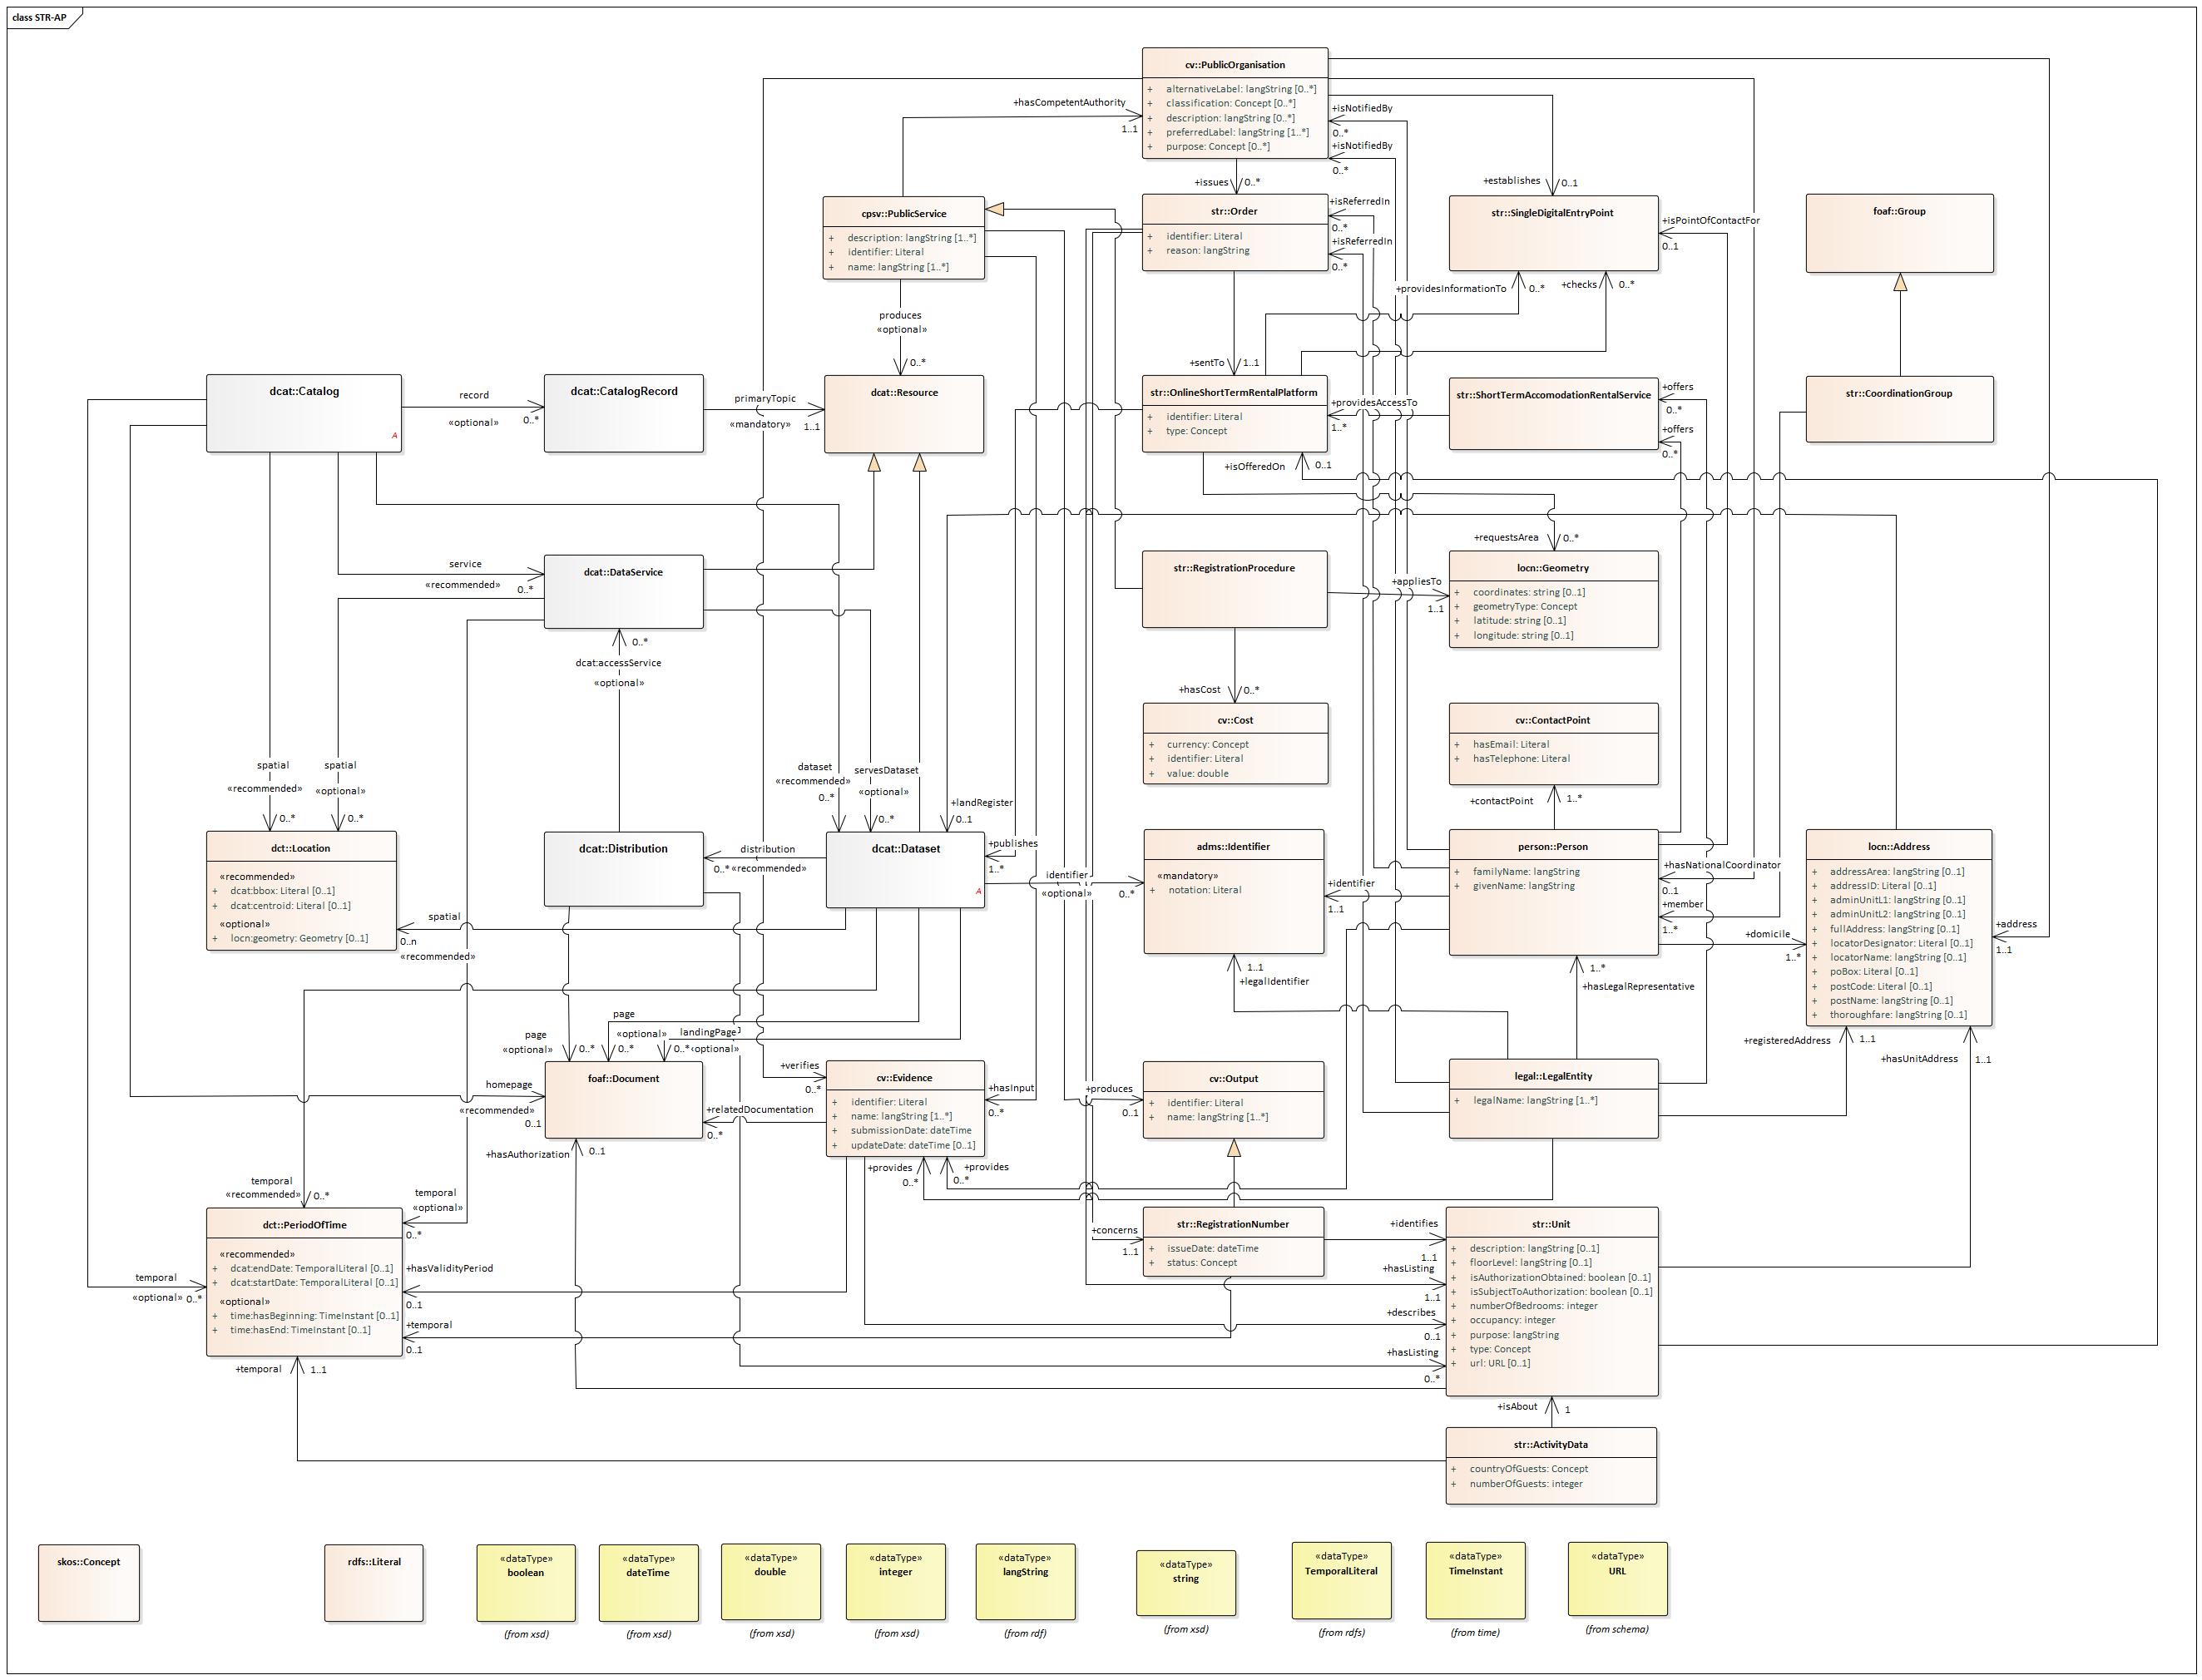 class STR-AP
cv::PublicOrganisation
+ alternativeLabel: langString [0..*]
+ classification: Concept [0..*]
+ description: langString [0..*]
+ preferredLabel: langString [1..*]
+ purpose: Concept [0..*]
+hasCompetentAuthority
1..1
+isNotifiedBy
0..*
+isNotifiedBy
0..*
+issues
0..*
+establishes
0..1
cpsv::PublicService
+ description: langString [1..*]
+ identifier: Literal
+ name: langString [1..*]
str::Order
+ identifier: Literal
+ reason: langString
+isReferredIn
0..*
+isReferredIn
0..*
str::SingleDigitalEntryPoint
+isPointOfContactFor
0..1
foaf::Group
+providesInformationTo
0..*
+checks
0..*
produces
«optional»
0..*
+sentTo
1..1
dcat::Catalog
A
record
«optional»
0..*
dcat::CatalogRecord
primaryTopic
«mandatory»
1..1
dcat::Resource
str::OnlineShortTermRentalPlatform
+ identifier: Literal
+ type: Concept
+providesAccessTo
1..*
str::ShortTermAccomodationRentalService
+offers
0..*
+offers
0..*
str::CoordinationGroup
+isOfferedOn
0..1
+requestsArea
0..*
service
«recommended»
0..*
dcat::DataService
str::RegistrationProcedure
+appliesTo
1..1
locn::Geometry
+ coordinates: string [0..1]
+ geometryType: Concept
+ latitude: string [0..1]
+ longitude: string [0..1]
0..*
dcat:accessService
«optional»
+hasCost
0..*
cv::Cost
+ currency: Concept
+ identifier: Literal
+ value: double
cv::ContactPoint
+ hasEmail: Literal
+ hasTelephone: Literal
spatial
«recommended»
0..*
spatial
«optional»
0..*
dataset
«recommended»
0..*
servesDataset
«optional»
0..*
+landRegister
0..1
+contactPoint
1..*
dct::Location
«recommended»
+ dcat:bbox: Literal [0..1]
+ dcat:centroid: Literal [0..1]
«optional»
+ locn:geometry: Geometry [0..1]
dcat::Distribution
distribution
0..* «recommended»
dcat::Dataset
A
+publishes
1..*
identifier
«optional»
0..*
adms::Identifier
«mandatory»
+ notation: Literal
+identifier
1..1
person::Person
+ familyName: langString
+ givenName: langString
+hasNationalCoordinator
0..1
+member
1..*
+domicile
1..*
locn::Address
+ addressArea: langString [0..1]
+ addressID: Literal [0..1]
+ adminUnitL1: langString [0..1]
+ adminUnitL2: langString [0..1]
+ fullAddress: langString [0..1]
+ locatorDesignator: Literal [0..1]
+ locatorName: langString [0..1]
+ poBox: Literal [0..1]
+ postCode: Literal [0..1]
+ postName: langString [0..1]
+ thoroughfare: langString [0..1]
+address
1..1
spatial
0..n
«recommended»
1..1
+legalIdentifier
1..*
+hasLegalRepresentative
+registeredAddress
1..1
+hasUnitAddress
1..1
page
«optional»
0..*
page
«optional»
0..*
landingPage
0..*
«optional»
foaf::Document
homepage
«recommended»
0..1
+verifies
0..*
cv::Evidence
+ identifier: Literal
+ name: langString [1..*]
+ submissionDate: dateTime
+ updateDate: dateTime [0..1]
+hasInput
0..*
+relatedDocumentation
0..*
+produces
0..1
cv::Output
+ identifier: Literal
+ name: langString [1..*]
legal::LegalEntity
+ legalName: langString [1..*]
+hasAuthorization
0..1
+provides
0..*
+provides
0..*
temporal
«recommended»
0..*
temporal
«optional»
0..*
dct::PeriodOfTime
«recommended»
+ dcat:endDate: TemporalLiteral [0..1]
+ dcat:startDate: TemporalLiteral [0..1]
«optional»
+ time:hasBeginning: TimeInstant [0..1]
+ time:hasEnd: TimeInstant [0..1]
temporal
«optional»
0..*
+hasValidityPeriod
0..1
+temporal
0..1
+temporal
1..1
+concerns
1..1
str::RegistrationNumber
+ issueDate: dateTime
+ status: Concept
+identifies
1..1
+hasListing
1..1
+describes
0..1
+hasListing
0..*
str::Unit
+ description: langString [0..1]
+ floorLevel: langString [0..1]
+ isAuthorizationObtained: boolean [0..1]
+ isSubjectToAuthorization: boolean [0..1]
+ numberOfBedrooms: integer
+ occupancy: integer
+ purpose: langString
+ type: Concept
+ url: URL [0..1]
+isAbout
1
str::ActivityData
+ countryOfGuests: Concept
+ numberOfGuests: integer
skos::Concept
rdfs::Literal
«dataType»
boolean
(from xsd)
«dataType»
dateTime
(from xsd)
«dataType»
double
(from xsd)
«dataType»
integer
(from xsd)
«dataType»
langString
(from rdf)
«dataType»
string
(from xsd)
«dataType»
TemporalLiteral
(from rdfs)
«dataType»
TimeInstant
(from time)
«dataType»
URL
(from schema)